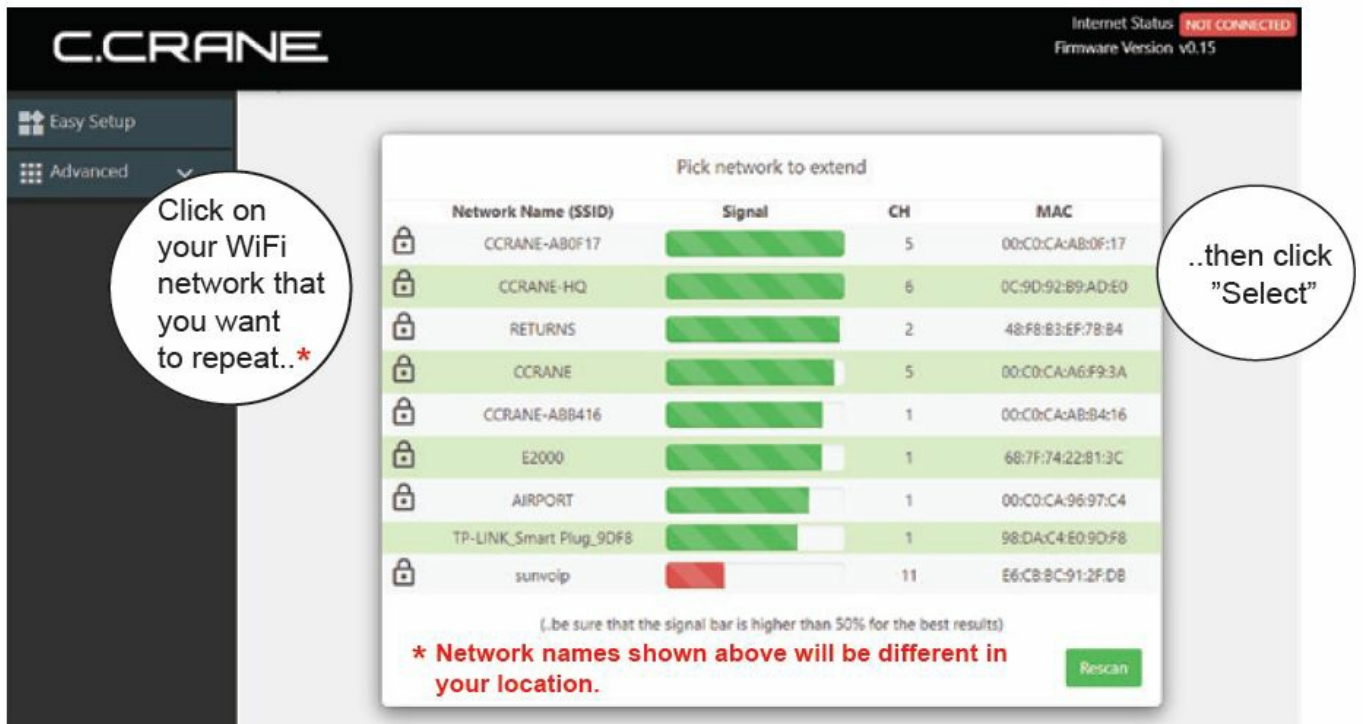 C.CRANE
Internet Status NOT CONNECTED
Firmware Version v0.15
Easy Setup
Advanced
Click on
your WiFi
network that
you want
to repeat..*
Pick network to extend
Network Name (SSID) Signal CH MAC
CCRANE-AB0F17 5 00:C0:CA:AB:0F:17
CCRANE-HQ 6 0C:9D:92:B9:AD:E0
RETURNS 2 48:F8:B3:EF:7B:B4
CCRANE 5 00:C0:CA:A6:F9:3A
CCRANE-ABB416 1 00:C0:CA:AB:B4:16
E2000 1 68:7F:74:22:81:3C
AIRPORT 1 00:C0:CA:96:97:C4
TP-LINK_Smart Plug_9DF8 1 98:DA:C4:E0:9D:F8
sunvoip 11 E6:CB:BC:91:2F:DB
(..be sure that the signal bar is higher than 50% for the best results)
* Network names shown above will be different in
your location.
Rescan
..then click
”Select”